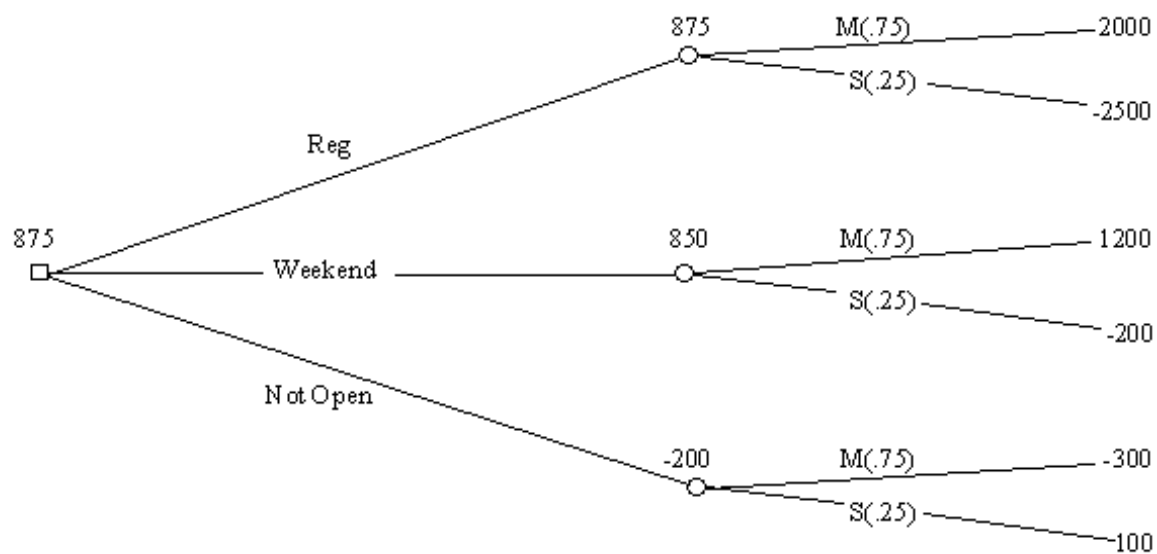 875 M(.75) 2000
S(.25)
-2500
Reg
875 850 M(.75) 1200
Weekend
S(.25)
-200
Not Open
-200 M(.75) -300
S(.25)
100